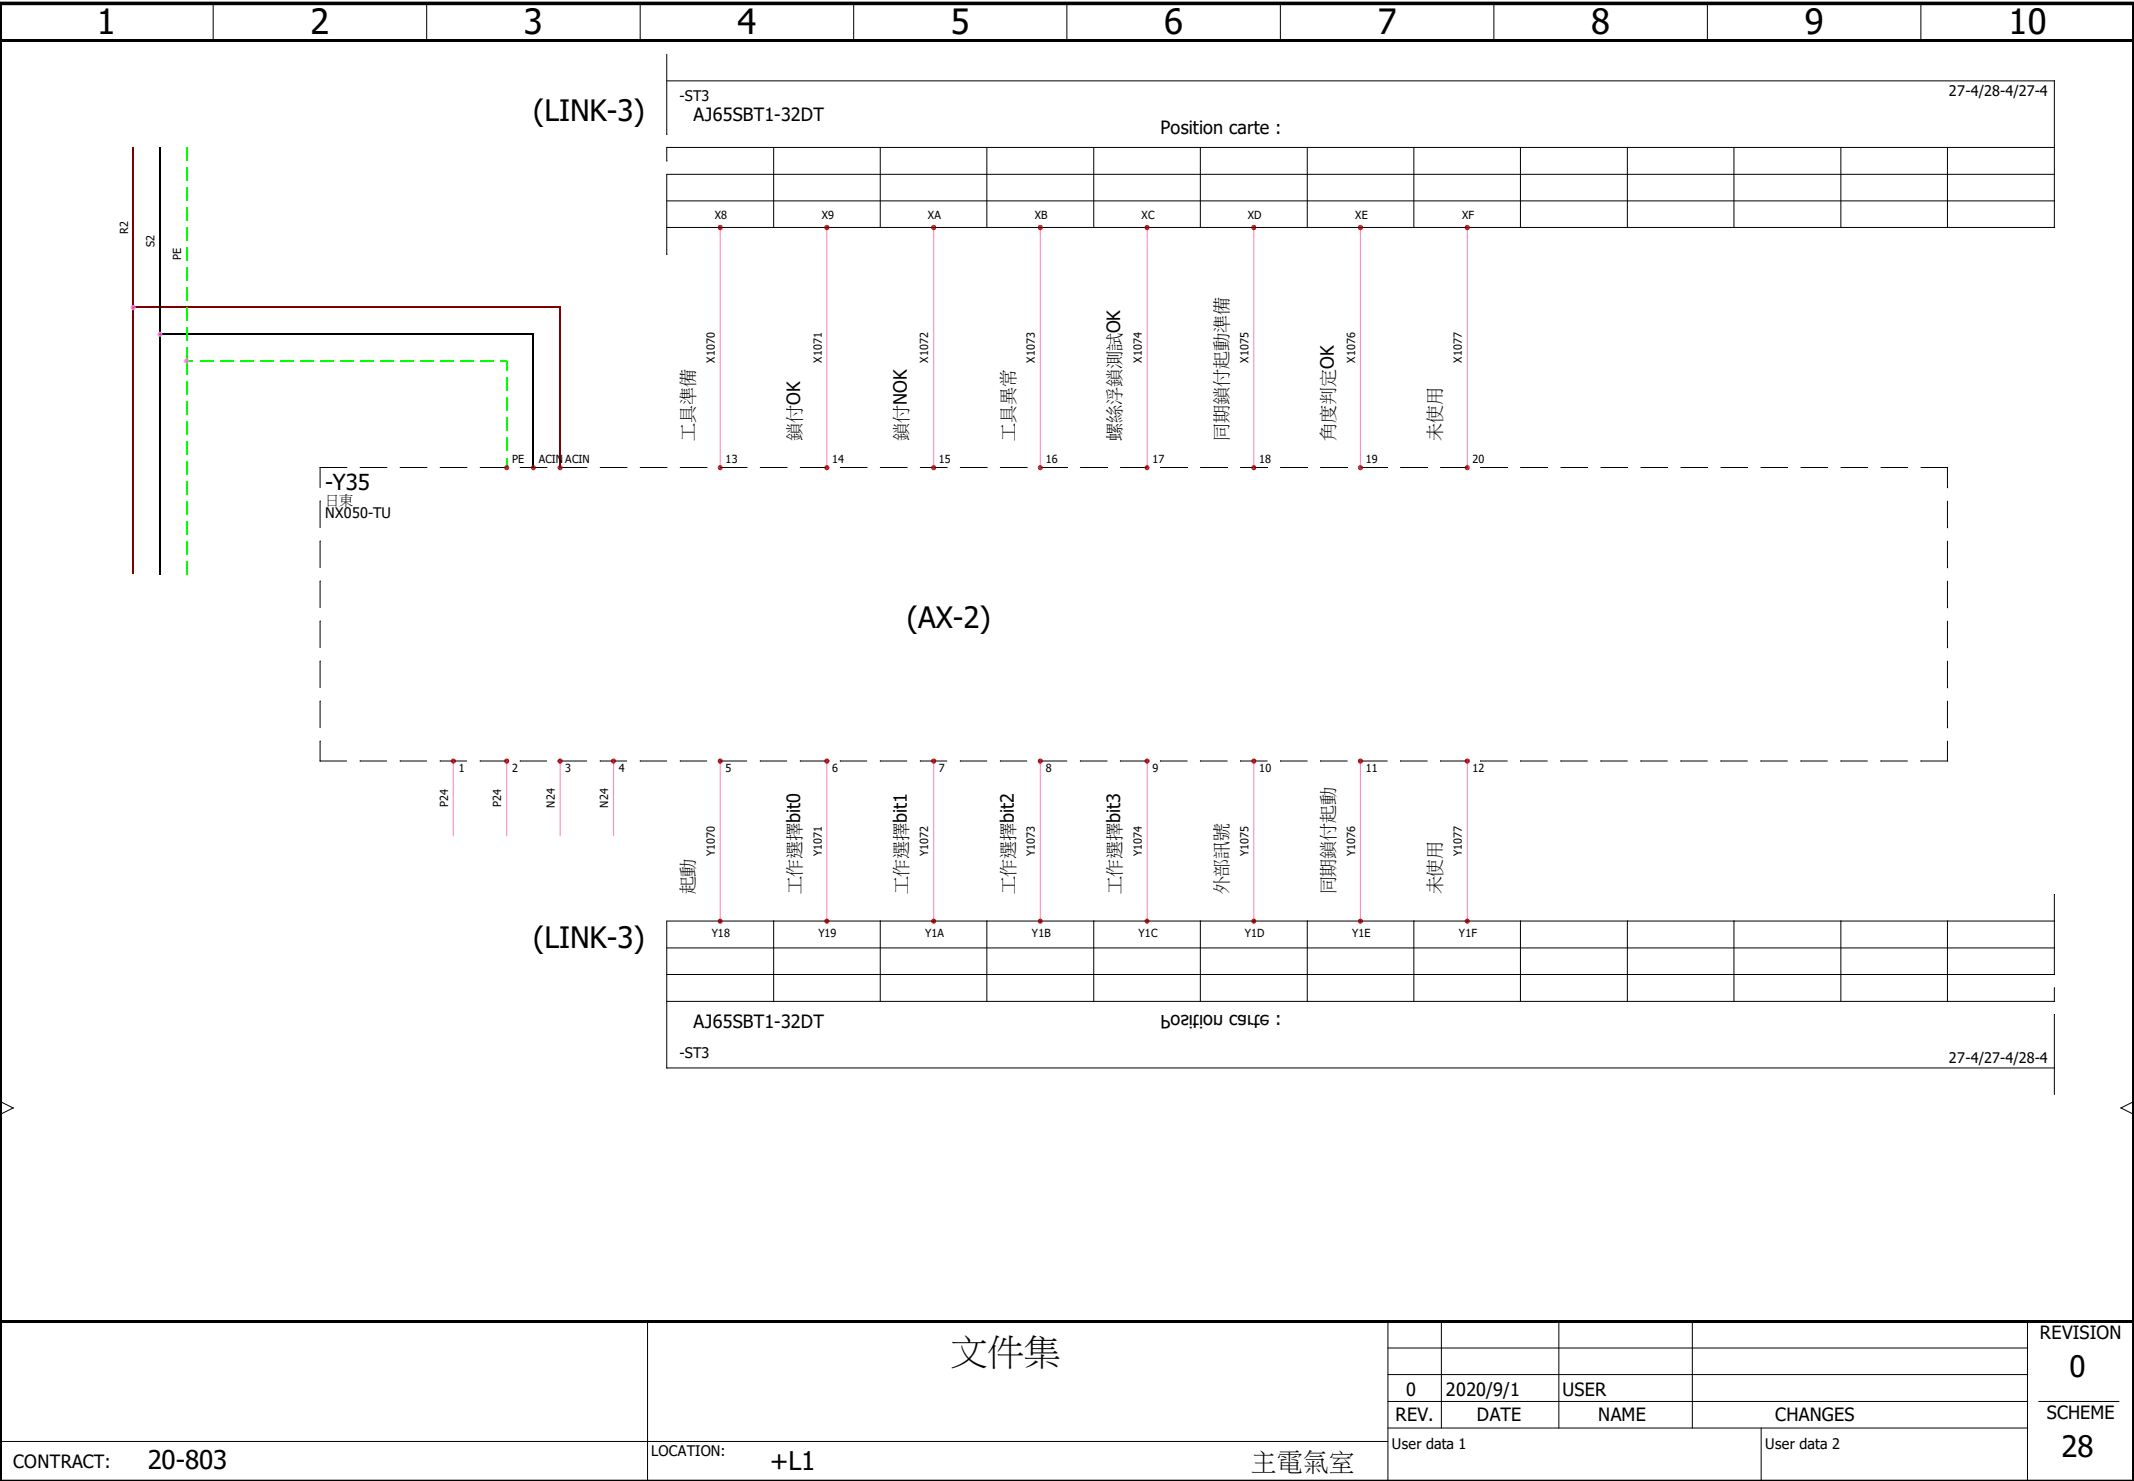 1 2 3 4 5 6 7 8 9 10
(LINK-3)
-ST3
AJ65SBT1-32DT
Position carte :
27-4/28-4/27-4
X8 X9 XA XB XC XD XE XF
R2
S2
PE
工具準備 X1070
鎖付OK X1071
鎖付NOK X1072
工具異常 X1073
螺絲浮鎖測試OK X1074
同期鎖付起動準備 X1075
角度判定OK X1076
未使用 X1077
PE ACIN ACIN 13 14 15 16 17 18 19 20
-Y35
日東
NX050-TU
(AX-2)
1 2 3 4 5 6 7 8 9 10 11 12
P24
P24
N24
N24
起動 Y1070
工作選擇bit0 Y1071
工作選擇bit1 Y1072
工作選擇bit2 Y1073
工作選擇bit3 Y1074
外部訊號 Y1075
同期鎖付起動 Y1076
未使用 Y1077
(LINK-3)
Y18 Y19 Y1A Y1B Y1C Y1D Y1E Y1F
AJ65SBT1-32DT
Position carte :
-ST3
27-4/27-4/28-4
文件集
REVISION
0
0 2020/9/1 USER
REV. DATE NAME CHANGES
SCHEME
28
User data 1
User data 2
CONTRACT: 20-803
LOCATION: +L1
主電氣室